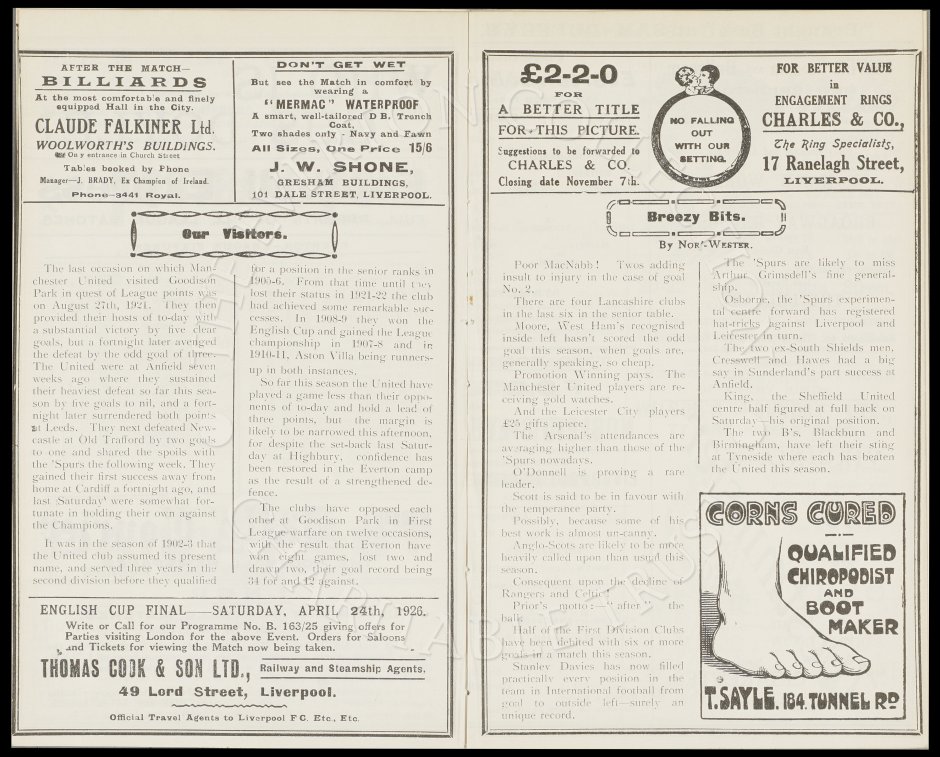 AFTER THE MATCH—
BILLIARDS
At the most comfortable and finely
equipped Hall in the City.
CLAUDE FALKINER Ltd.
WOOLWORTH'S BUILDINGS.
Only entrance in Church Street
Tables booked by Phone
Manager—J. BRADY, Ex Champion of Ireland.
Phone—3441 Royal.
DON'T GET WET
But see the Match in comfort by
wearing a
"MERMAC" WATERPROOF
A smart, well-tailored D B. Trench
Coat,
Two shades only - Navy and Fawn
All Sizes, One Price 15/6
J. W. SHONE,
GRESHAM BUILDINGS,
101 DALE STREET, LIVERPOOL.
Our Visitors.
The last occasion on which Man-
chester United visited Goodison
Park in quest of League points was
on August 27th, 1921. They then
provided their hosts of to-day with
a substantial victory by five clear
goals, but a fortnight later avenged
the defeat by the odd goal of three.
The United were at Anfield seven
weeks ago where they sustained
their heaviest defeat so far this sea-
son by five goals to nil, and a fort-
night later surrendered both points
at Leeds. They next defeated New-
castle at Old Trafford by two goals
to one and shared the spoils with
the 'Spurs the following week. They
gained their first success away from
home at Cardiff a fortnight ago, and
last Saturday were somewhat for-
tunate in holding their own against
the Champions.
It was in the season of 1902-3 that
the United club assumed its present
name, and served three years in the
second division before they qualified
for a position in the senior ranks in
1905-6. From that time until they
lost their status in 1921-22 the club
had achieved some remarkable suc-
cesses. In 1908-9 they won the
English Cup and gained the League
championship in 1907-8 and in
1910-11, Aston Villa being runners-
up in both instances.
So far this season the United have
played a game less than their oppo-
nents of to-day and hold a lead of
three points, but the margin is
likely to be narrowed this afternoon,
for despite the set-back last Satur-
day at Highbury, confidence has
been restored in the Everton camp
as the result of a strengthened de-
fence.
The clubs have opposed each
other at Goodison Park in First
League warfare on twelve occasions,
with the result that Everton have
won eight games, lost two and
drawn two, their goal record being
34 for and 12 against.
ENGLISH CUP FINAL—SATURDAY, APRIL 24th, 1926.
Write or Call for our Programme No. B. 163/25 giving offers for
Parties visiting London for the above Event. Orders for Saloons
and Tickets for viewing the Match now being taken.
THOMAS COOK & SON LTD., Railway and Steamship Agents.
49 Lord Street, Liverpool.
Official Travel Agents to Liverpool F C. Etc., Etc.
£2-2-0
FOR
A BETTER TITLE
FOR THIS PICTURE.
Suggestions to be forwarded to
CHARLES & CO.
Closing date November 7th.
NO FALLING
OUT
WITH OUR
SETTING.
FOR BETTER VALUE
in
ENGAGEMENT RINGS
CHARLES & CO.,
The Ring Specialists,
17 Ranelagh Street,
LIVERPOOL.
Breezy Bits.
By Nor'-Wester.
Poor MacNabb! Twos adding
insult to injury in the case of goal
No. 2.
There are four Lancashire clubs
in the last six in the senior table.
Moore, West Ham's recognised
inside left hasn't scored the odd
goal this season, when goals are,
generally speaking, so cheap.
Promotion Winning pays. The
Manchester United players are re-
ceiving gold watches.
And the Leicester City players
£25 gifts apiece.
The Arsenal's attendances are
averaging higher than those of the
'Spurs nowadays.
O'Donnell is proving a rare
leader.
Scott is said to be in favour with
the temperance party.
Possibly, because some of his
best work is almost un-canny.
Anglo-Scots are likely to be more
heavily called upon than usual this
season.
Consequent upon the decline of
Rangers and Celtic!
Prior's motto:—"after" the
ball.
Half of the First Division Clubs
have been debited with six or more
goals in a match this season.
Stanley Davies has now filled
practically every position in the
team in International football from
goal to outside left—surely an
unique record.
The 'Spurs are likely to miss
Arthur Grimsdell's fine general-
ship.
Osborne, the 'Spurs experimen-
tal centre forward has registered
hat-tricks against Liverpool and
Leicester in turn.
The two ex-South Shields men,
Cresswell and Hawes had a big
say in Sunderland's part success at
Anfield.
King, the Sheffield United
centre half figured at full back on
Saturday—his original position.
The two B's, Blackburn and
Birmingham, have left their sting
at Tyneside where each has beaten
the United this season.
CORNS CURED
QUALIFIED
CHIROPODIST
AND
BOOT
MAKER
T. SAYLE. 184. TUNNEL RD